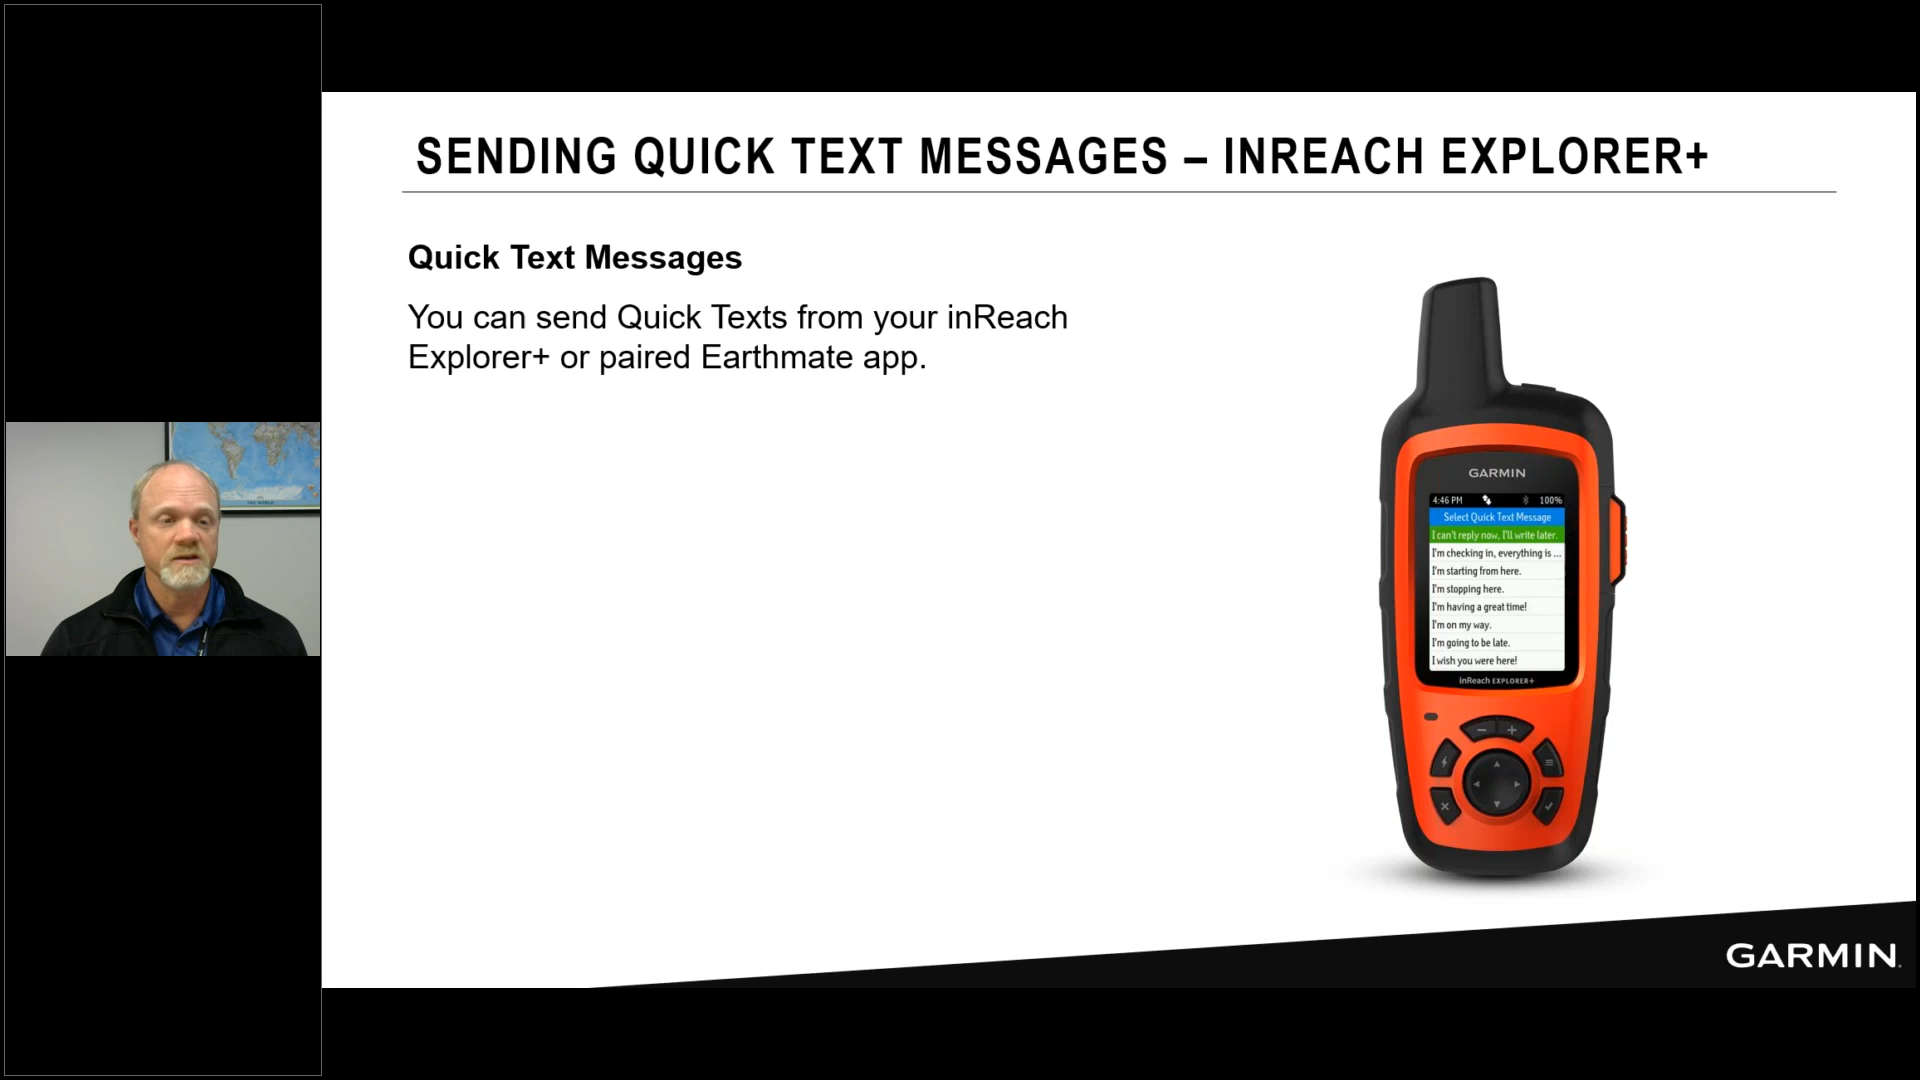 SENDING QUICK TEXT MESSAGES – INREACH EXPLORER+
Quick Text Messages
You can send Quick Texts from your inReach
Explorer+ or paired Earthmate app.
GARMIN
4:46 PM 100%
Select Quick Text Message
I can't reply now, I'll write later.
I'm checking in, everything is ...
I'm starting from here.
I'm stopping here.
I'm having a great time!
I'm on my way.
I'm going to be late.
I wish you were here!
inReach EXPLORER+
THE WORLD
GARMIN